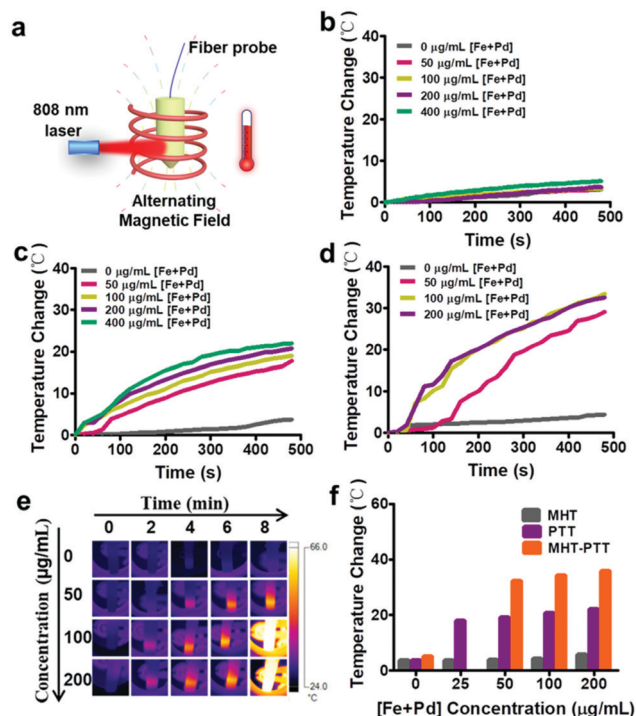 a
Fiber probe
808 nm
laser
Alternating
Magnetic Field
b
Temperature Change (℃)
40
30
20
10
0
0 μg/mL [Fe+Pd]
50 μg/mL [Fe+Pd]
100 μg/mL [Fe+Pd]
200 μg/mL [Fe+Pd]
400 μg/mL [Fe+Pd]
0 100 200 300 400 500
Time (s)
c
Temperature Change (℃)
40
30
20
10
0
0 μg/mL [Fe+Pd]
50 μg/mL [Fe+Pd]
100 μg/mL [Fe+Pd]
200 μg/mL [Fe+Pd]
400 μg/mL [Fe+Pd]
0 100 200 300 400 500
Time (s)
d
Temperature Change (℃)
40
30
20
10
0
0 μg/mL [Fe+Pd]
50 μg/mL [Fe+Pd]
100 μg/mL [Fe+Pd]
200 μg/mL [Fe+Pd]
0 100 200 300 400 500
Time (s)
e
Time (min)
0 2 4 6 8
Concentration (μg/mL)
0
50
100
200
66.0
24.0
°C
f
Temperature Change (℃)
60
40
20
0
MHT
PTT
MHT-PTT
0 25 50 100 200
[Fe+Pd] Concentration (μg/mL)